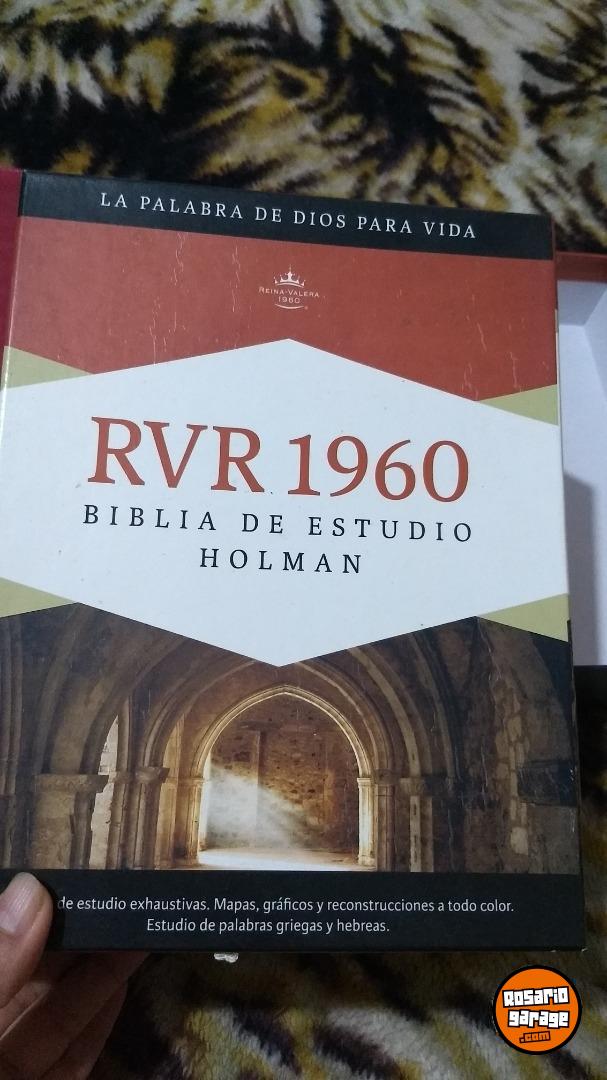 LA PALABRA DE DIOS PARA VIDA
REINA-VALERA
1960
RVR 1960
BIBLIA DE ESTUDIO
HOLMAN
de estudio exhaustivas. Mapas, gráficos y reconstrucciones a todo color.
Estudio de palabras griegas y hebreas.
Rosario
garage
.com